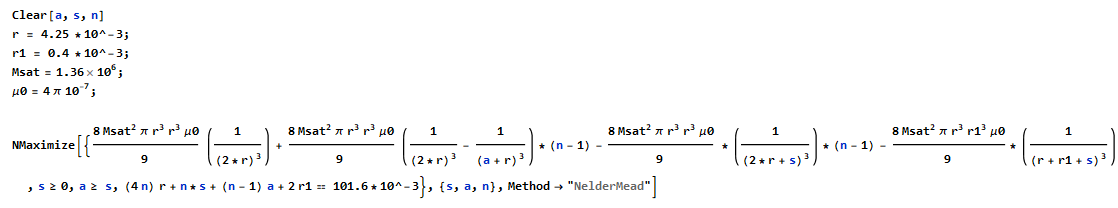 Clear[a, s, n]
r = 4.25 * 10^-3;
r1 = 0.4 * 10^-3;
Msat = 1.36 × 10^6;
μ0 = 4 π 10^-7;
NMaximize[{(8 Msat^2 π r^3 r^3 μ0)/9 (1/(2*r)^3) + (8 Msat^2 π r^3 r^3 μ0)/9 (1/(2*r)^3 - 1/(a+r)^3) * (n - 1) - (8 Msat^2 π r^3 r^3 μ0)/9 * (1/(2*r+s)^3) * (n - 1) - (8 Msat^2 π r^3 r1^3 μ0)/9 * (1/(r+r1+s)^3)
, s ≥ 0, a ≥ s, (4 n) r + n*s + (n - 1) a + 2 r1 == 101.6*10^-3}, {s, a, n}, Method → "NelderMead"]